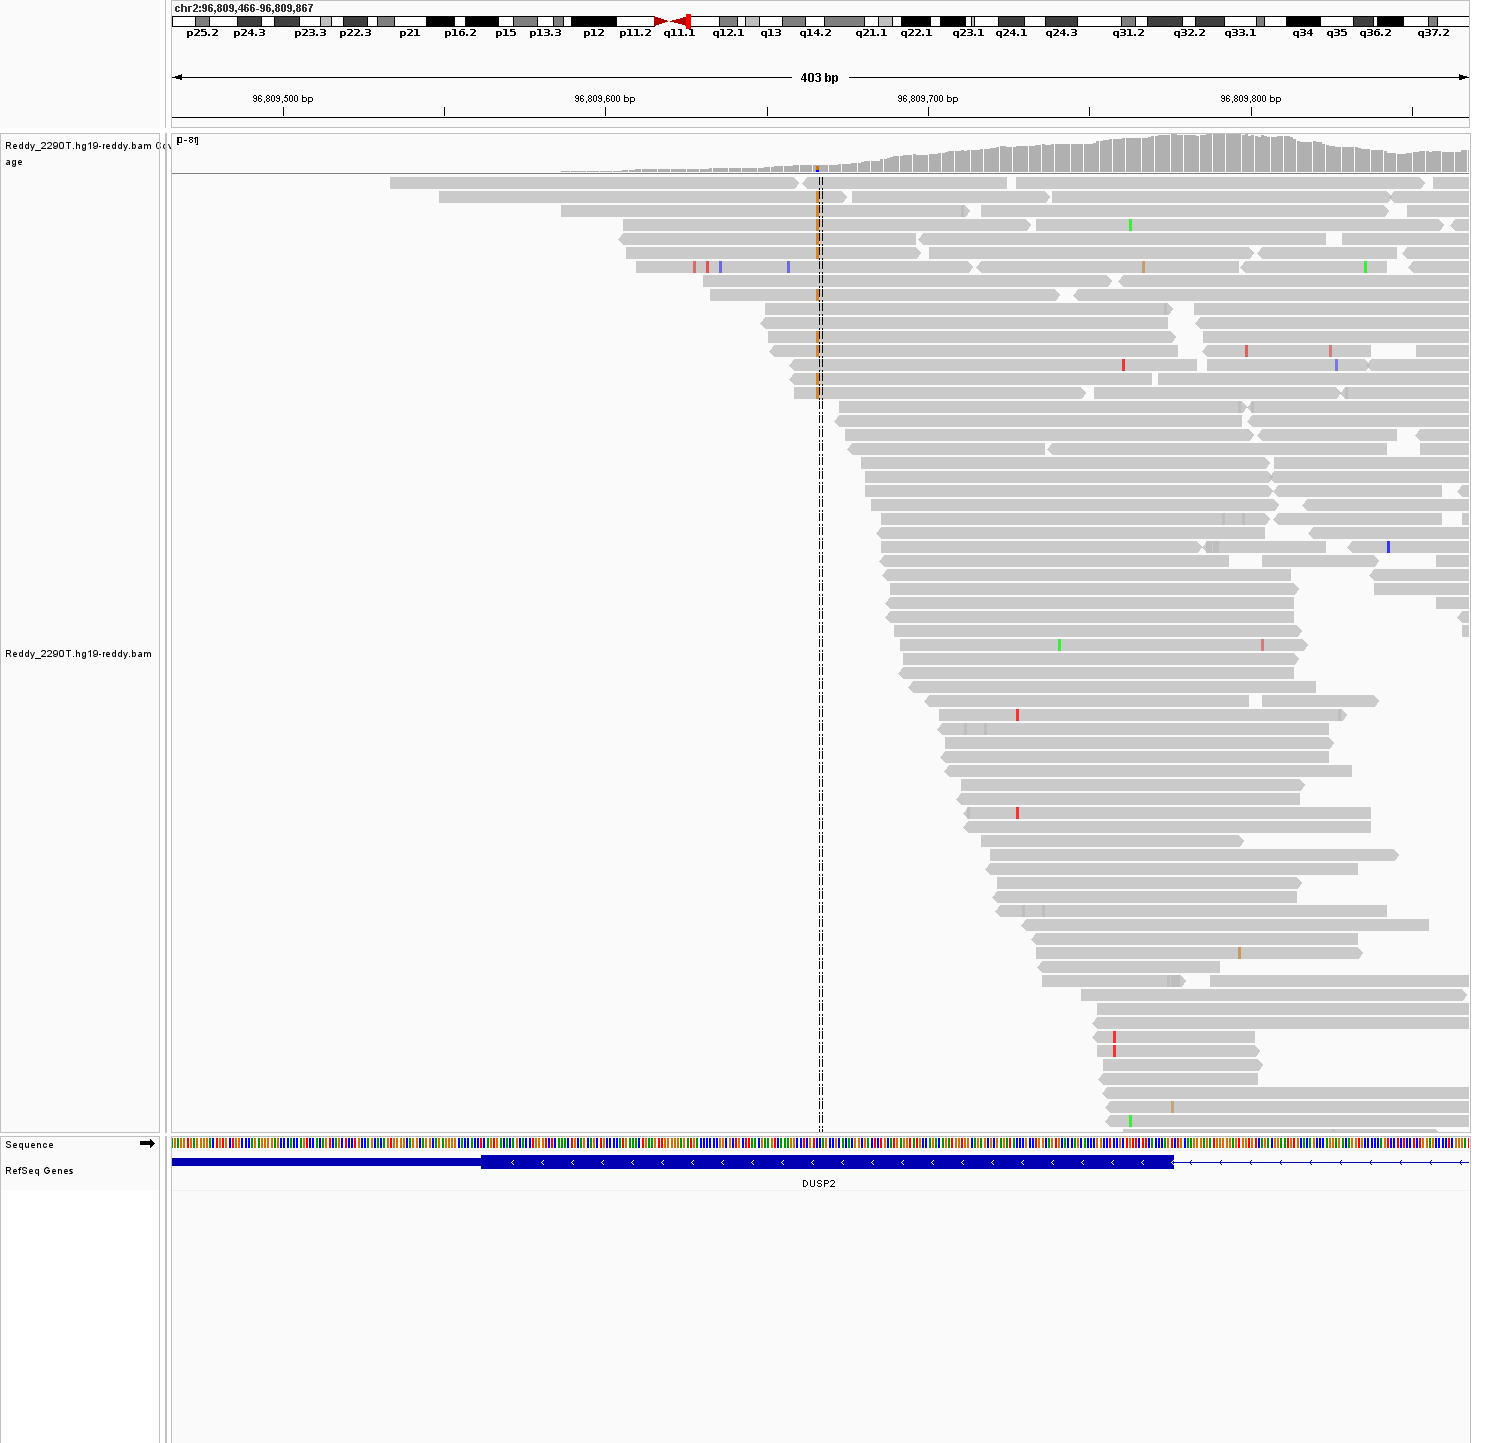 chr2:96,809,466-96,809,867
p25.2 p24.3 p23.3 p22.3 p21 p16.2 p15 p13.3 p12 p11.2 q11.1 q12.1 q13 q14.2 q21.1 q22.1 q23.1 q24.1 q24.3 q31.2 q32.2 q33.1 q34 q35 q36.2 q37.2
403 bp
96,809,500 bp 96,809,600 bp 96,809,700 bp 96,809,800 bp
Reddy_2290T.hg19-reddy.bam Cov
age
[0-81]
Reddy_2290T.hg19-reddy.bam
Sequence
RefSeq Genes
DUSP2